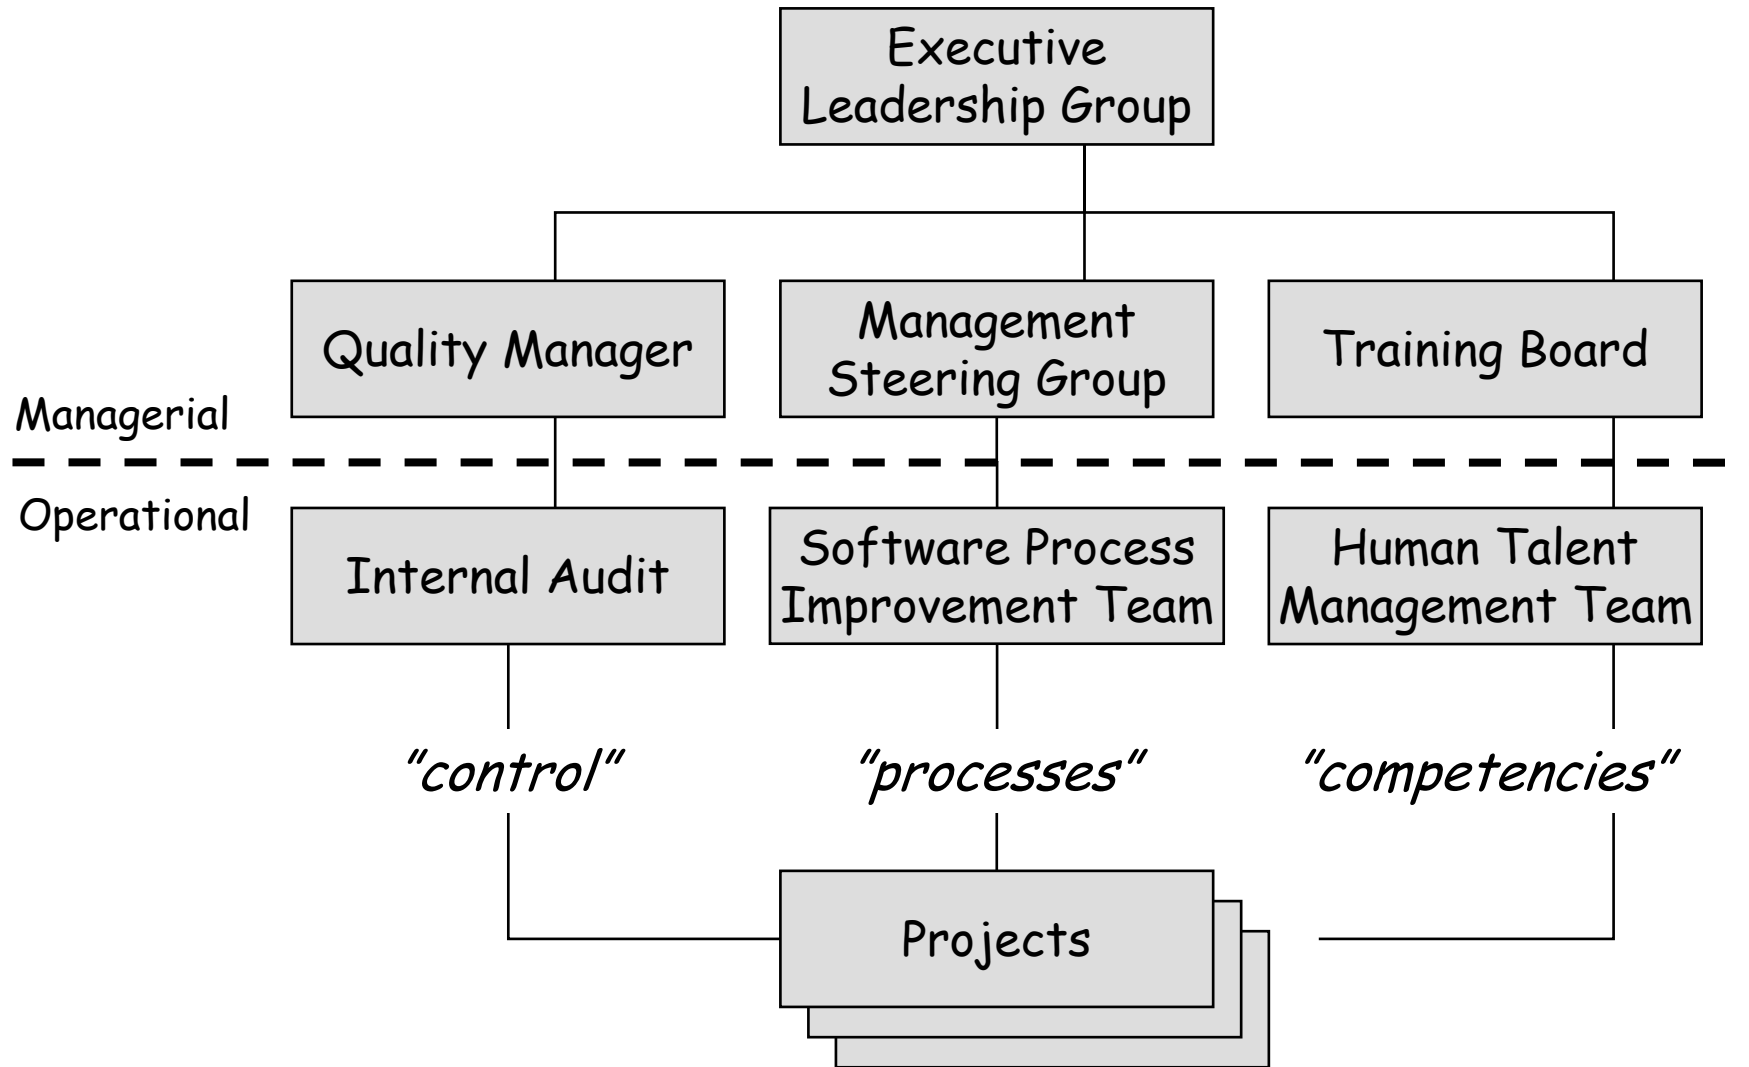 Executive
Leadership Group
Quality Manager
Management
Steering Group
Training Board
Managerial
Operational
Internal Audit
Software Process
Improvement Team
Human Talent
Management Team
"control"
"processes"
"competencies"
Projects